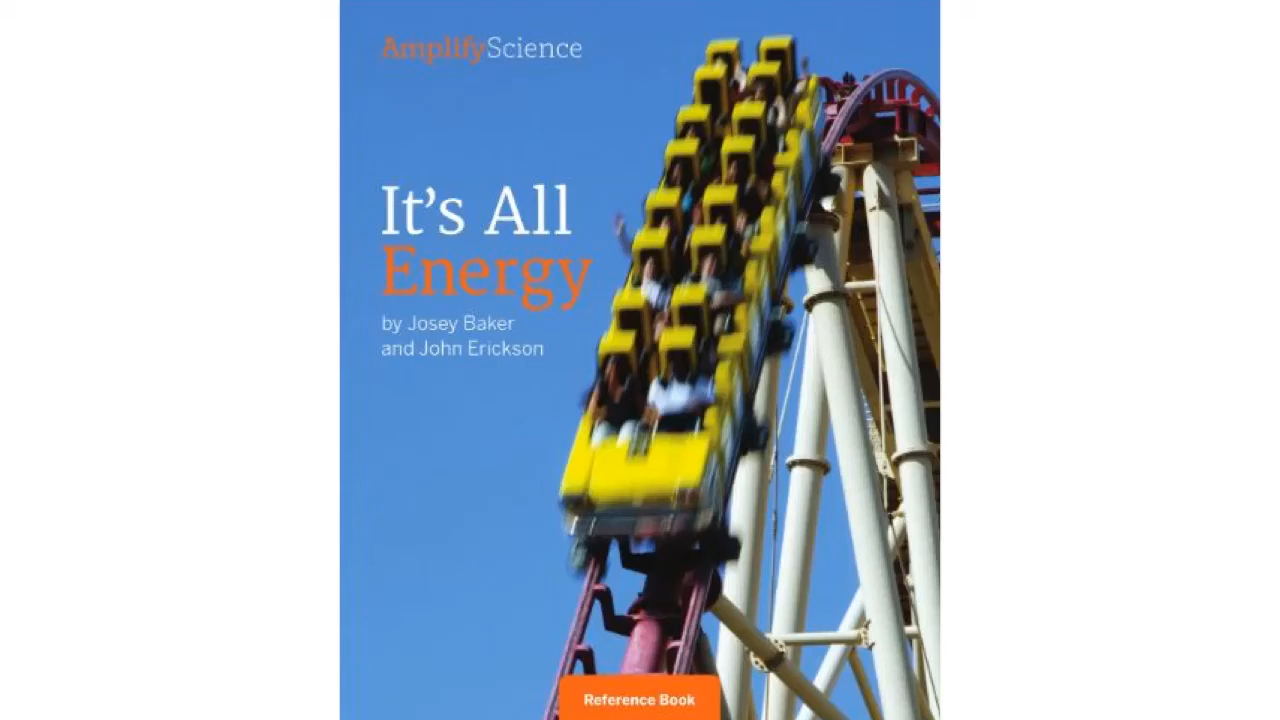 AmplifyScience
It's All
Energy
by Josey Baker
and John Erickson
Reference Book